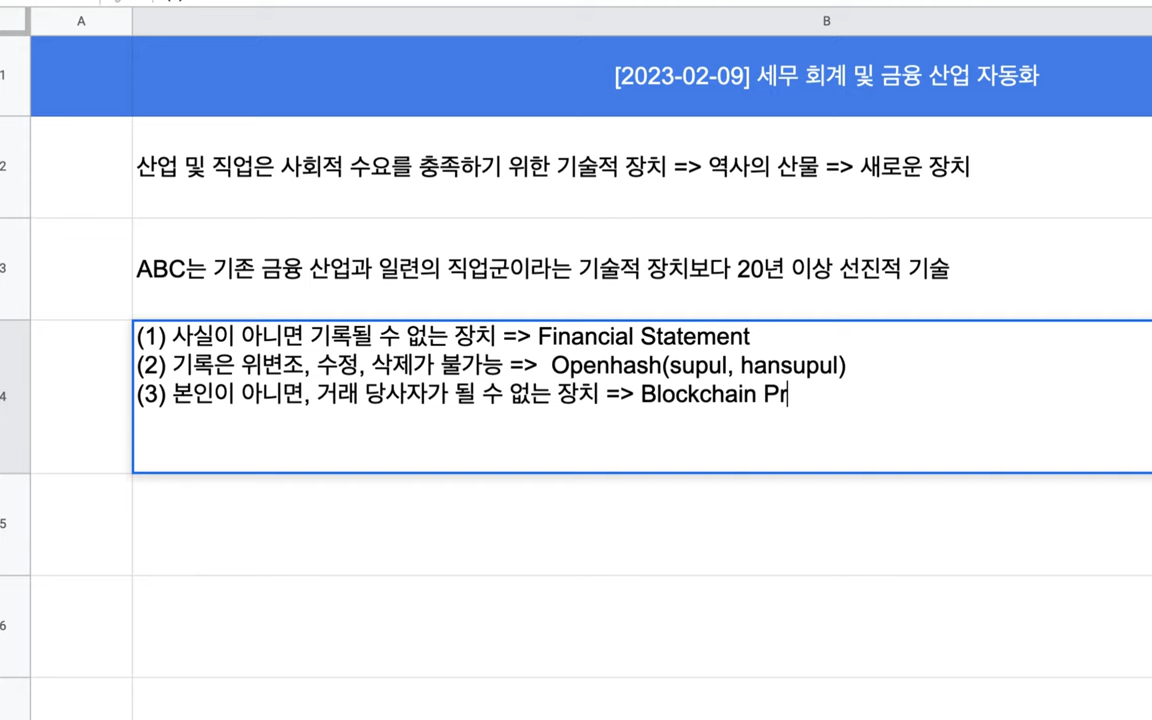 A B
1 [2023-02-09] 세무 회계 및 금융 산업 자동화
2 산업 및 직업은 사회적 수요를 충족하기 위한 기술적 장치 => 역사의 산물 => 새로운 장치
3 ABC는 기존 금융 산업과 일련의 직업군이라는 기술적 장치보다 20년 이상 선진적 기술
(1) 사실이 아니면 기록될 수 없는 장치 => Financial Statement
(2) 기록은 위변조, 수정, 삭제가 불가능 => Openhash(supul, hansupul)
4 (3) 본인이 아니면, 거래 당사자가 될 수 없는 장치 => Blockchain Pr
5
6